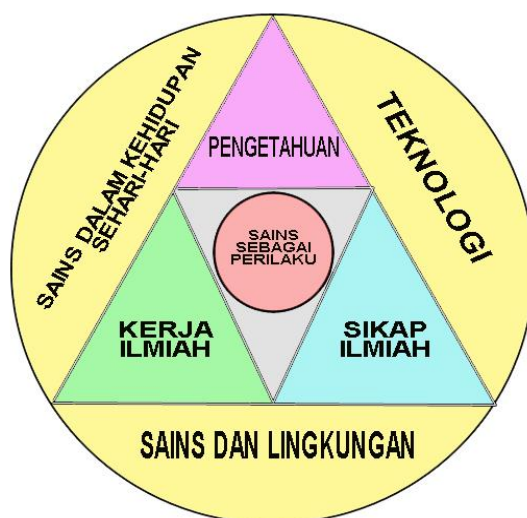 SAINS DALAM KEHIDUPAN
SEHARI-HARI
TEKNOLOGI
PENGETAHUAN
SAINS
SEBAGAI
PERILAKU
KERJA
ILMIAH
SIKAP
ILMIAH
SAINS DAN LINGKUNGAN